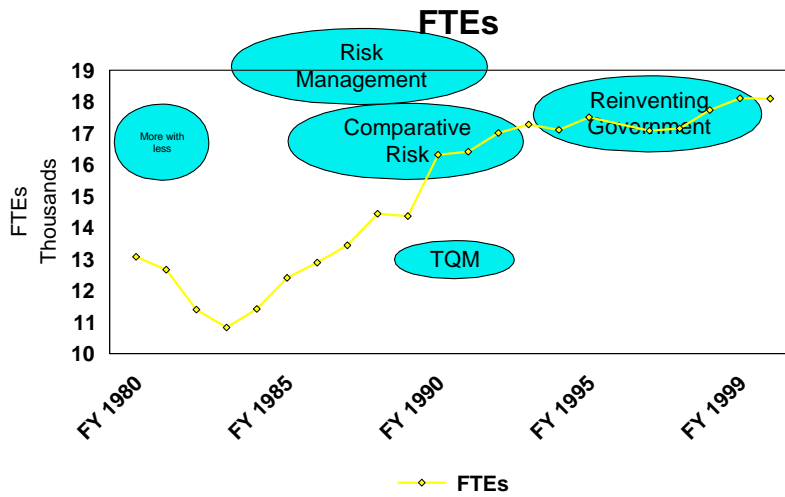 FTEs
Risk
Management
More with
less
Comparative
Risk
Reinventing
Government
TQM
FTEs
Thousands
19
18
17
16
15
14
13
12
11
10
FY 1980
FY 1985
FY 1990
FY 1995
FY 1999
FTEs